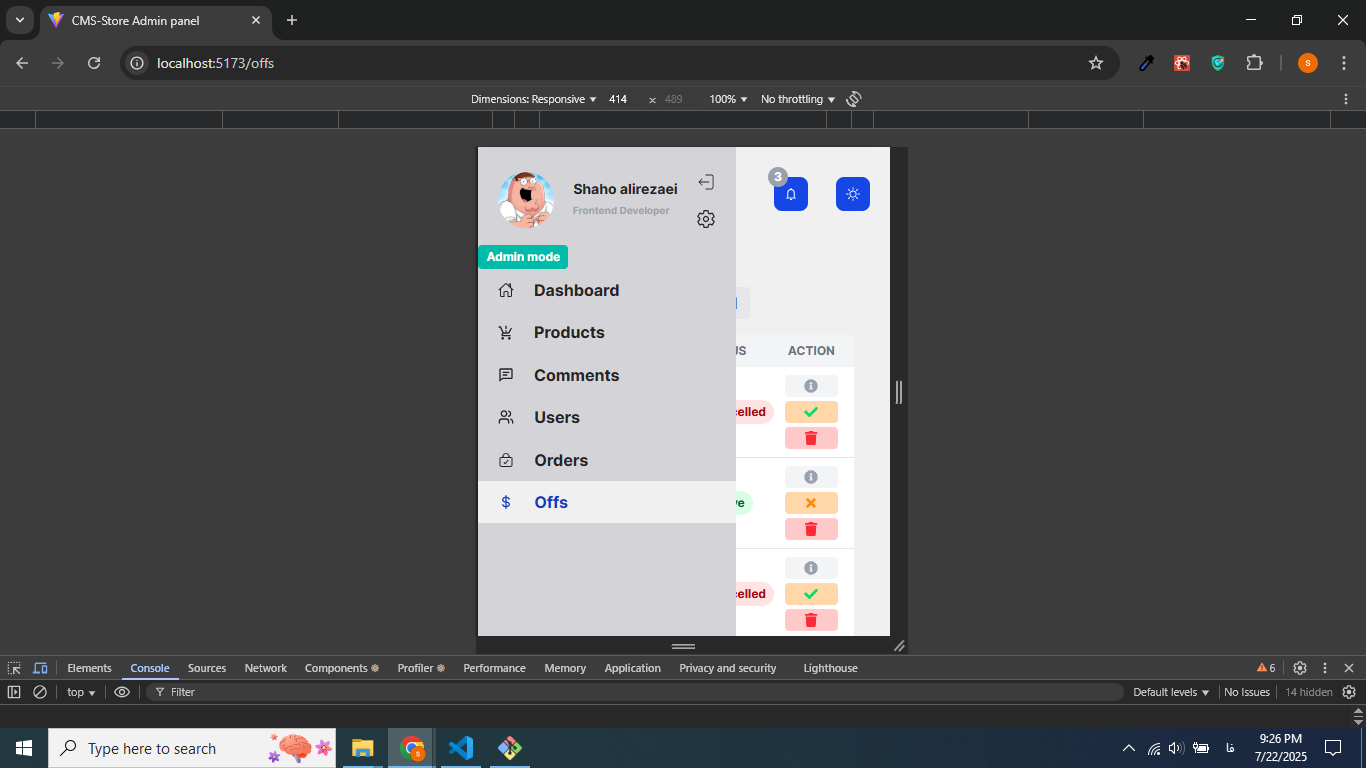 CMS-Store Admin panel
localhost:5173/offs
S
Dimensions: Responsive 414 x 489 100% No throttling
Shaho alirezaei
Frontend Developer
3
Admin mode
Dashboard
Products
Comments
Users
Orders
Offs
ACTION
celled
ve
celled
Elements Console Sources Network Components Profiler Performance Memory Application Privacy and security Lighthouse 6
top Filter Default levels No Issues 14 hidden
Type here to search
S
فا
9:26 PM
7/22/2025